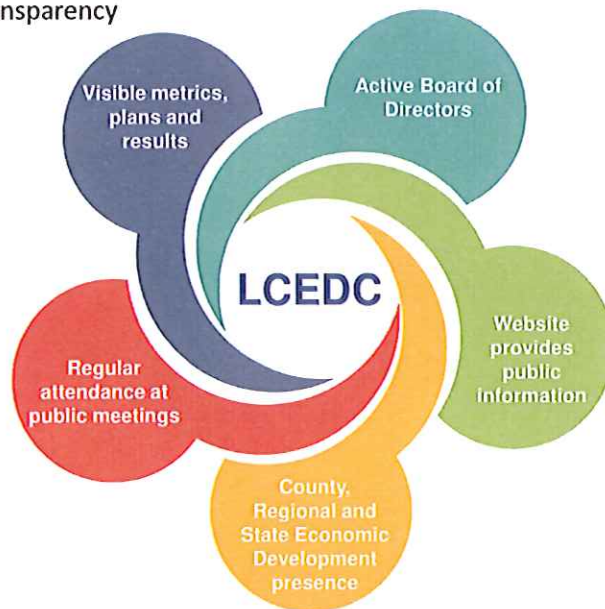 nsparency
Visible metrics,
plans and
results
Active Board of
Directors
LCEDC
Regular
attendance at
public meetings
Website
provides
public
information
County,
Regional and
State Economic
Development
presence